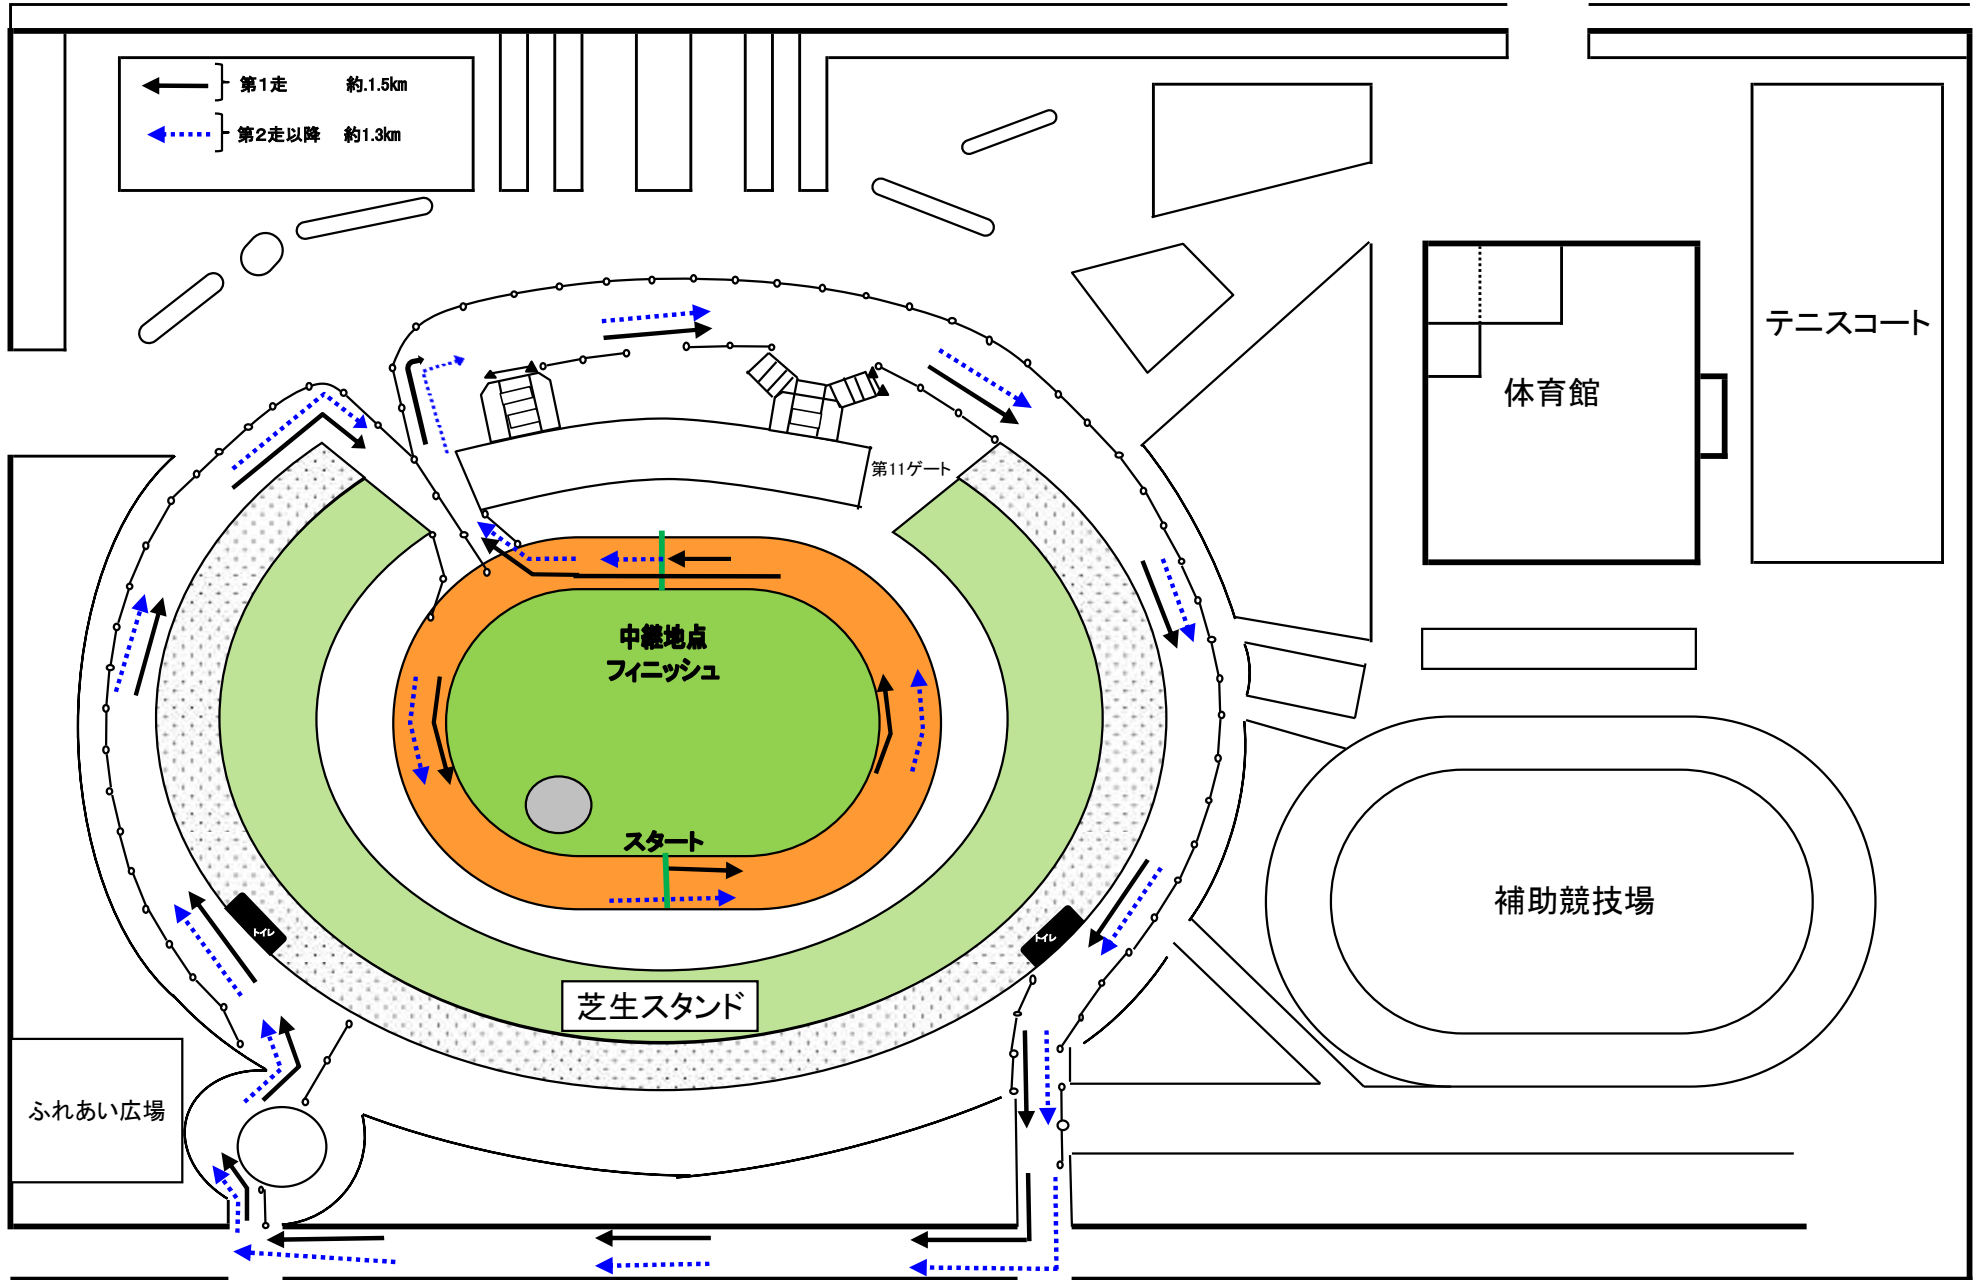 第1走 約.1.5km
第2走以降 約1.3km
テニスコート
体育館
第11ゲート
中継地点
フィニッシュ
スタート
補助競技場
トイレ
トイレ
芝生スタンド
ふれあい広場